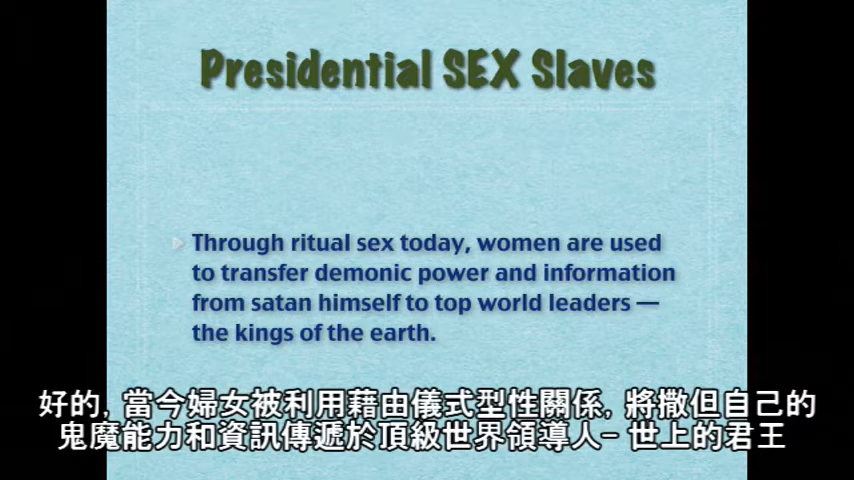 Presidential SEX Slaves
Through ritual sex today, women are used
to transfer demonic power and information
from satan himself to top world leaders —
the kings of the earth.
好的, 當今婦女被利用藉由儀式型性關係, 將撒但自己的
鬼魔能力和資訊傳遞於頂級世界領導人- 世上的君王